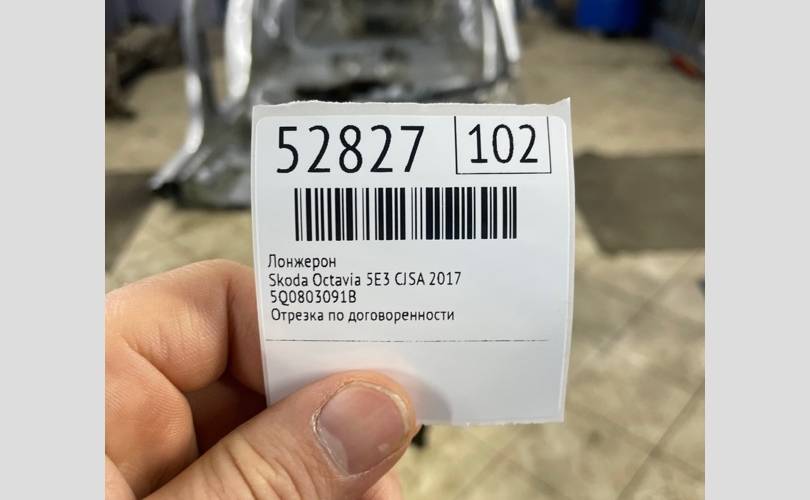 52827 102
Лонжерон
Skoda Octavia 5E3 CJSA 2017
5Q0803091B
Отрезка по договоренности